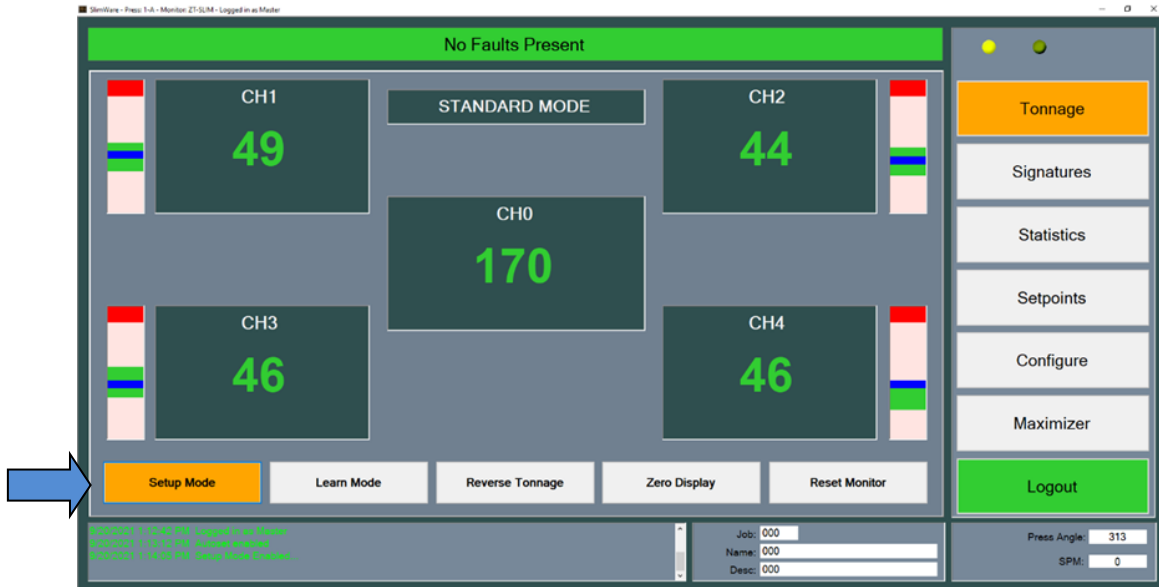 SlimWare - Press: 1-A - Monitor: ZT-SLIM - Logged in as Master
No Faults Present
CH1
49
STANDARD MODE
CH2
44
CH0
170
CH3
46
CH4
46
Setup Mode
Learn Mode
Reverse Tonnage
Zero Display
Reset Monitor
Tonnage
Signatures
Statistics
Setpoints
Configure
Maximizer
Logout
PM Logged in as Master
PM
PM Setup Mode Enabled
Job: 000
Name: 000
Desc: 000
Press Angle: 313
SPM: 0